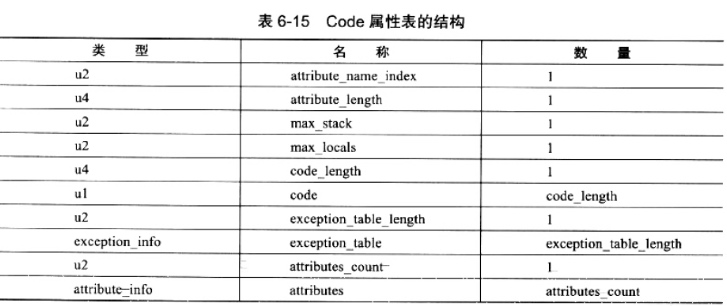 表 6-15 Code 属性表的结构
类 型 名 称 数 量
u2 attribute_name_index 1
u4 attribute_length 1
u2 max_stack 1
u2 max_locals 1
u4 code_length 1
u1 code code_length
u2 exception_table_length 1
exception_info exception_table exception_table_length
u2 attributes_count 1
attribute_info attributes attributes_count